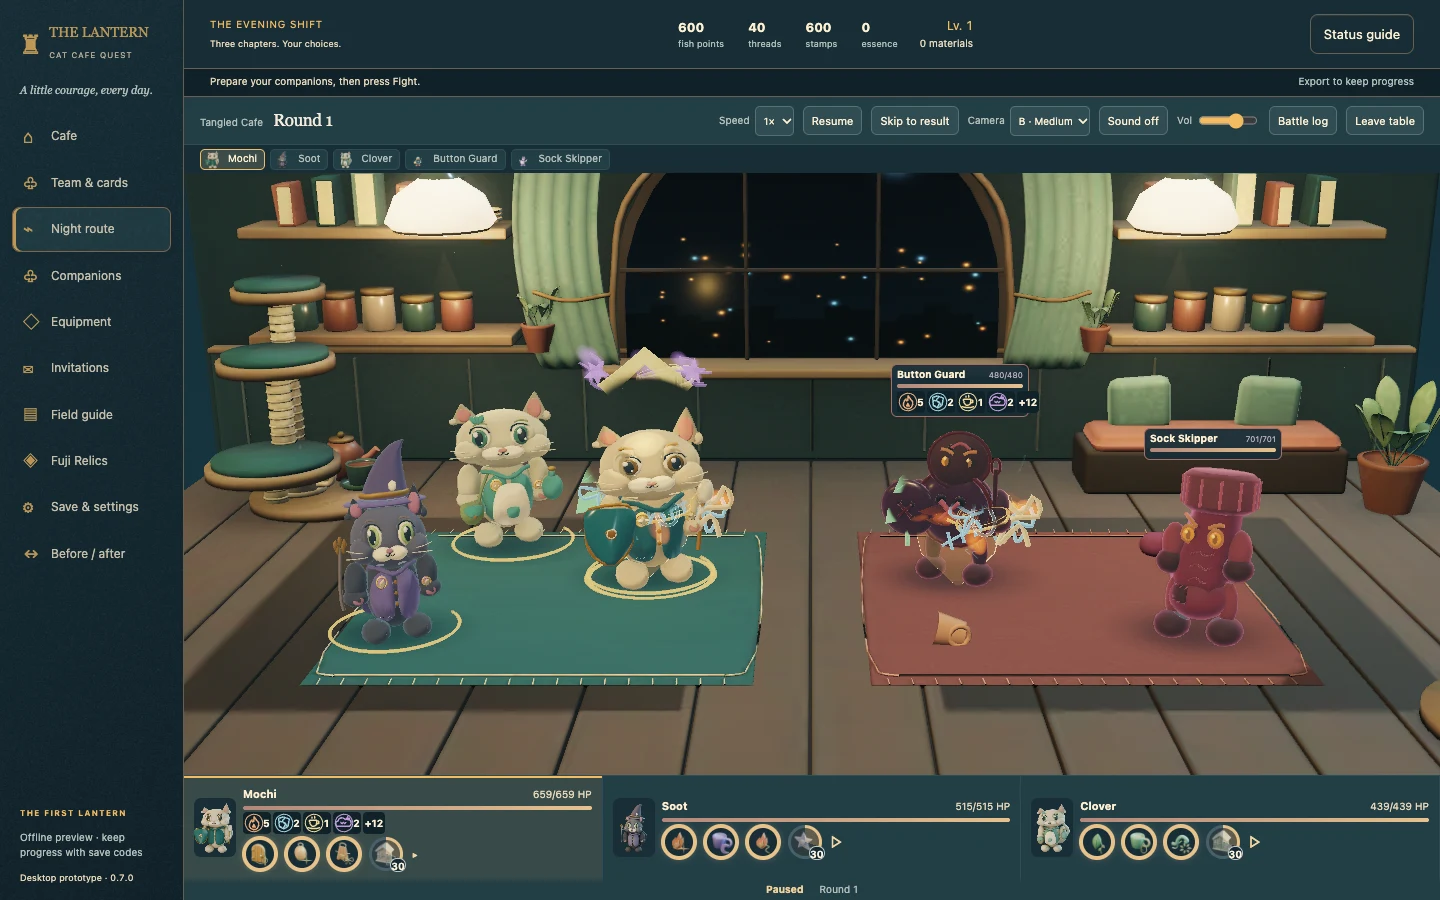 THE LANTERN
CAT CAFE QUEST
A little courage, every day.
Cafe
Team & cards
Night route
Companions
Equipment
Invitations
Field guide
Fuji Relics
Save & settings
Before / after
THE FIRST LANTERN
Offline preview · keep
progress with save codes
Desktop prototype · 0.7.0
THE EVENING SHIFT
Three chapters. Your choices.
600
fish points
40
threads
600
stamps
0
essence
Lv. 1
0 materials
Status guide
Prepare your companions, then press Fight.
Export to keep progress
Tangled Cafe Round 1
Speed 1x Resume Skip to result Camera B · Medium Sound off Vol Battle log Leave table
Mochi Soot Clover Button Guard Sock Skipper
Button Guard 480/480
5 2 1 2 +12
Sock Skipper 701/701
Mochi 659/659 HP
5 2 1 2 +12
30
Soot 515/515 HP
30
Clover 439/439 HP
30
Paused Round 1